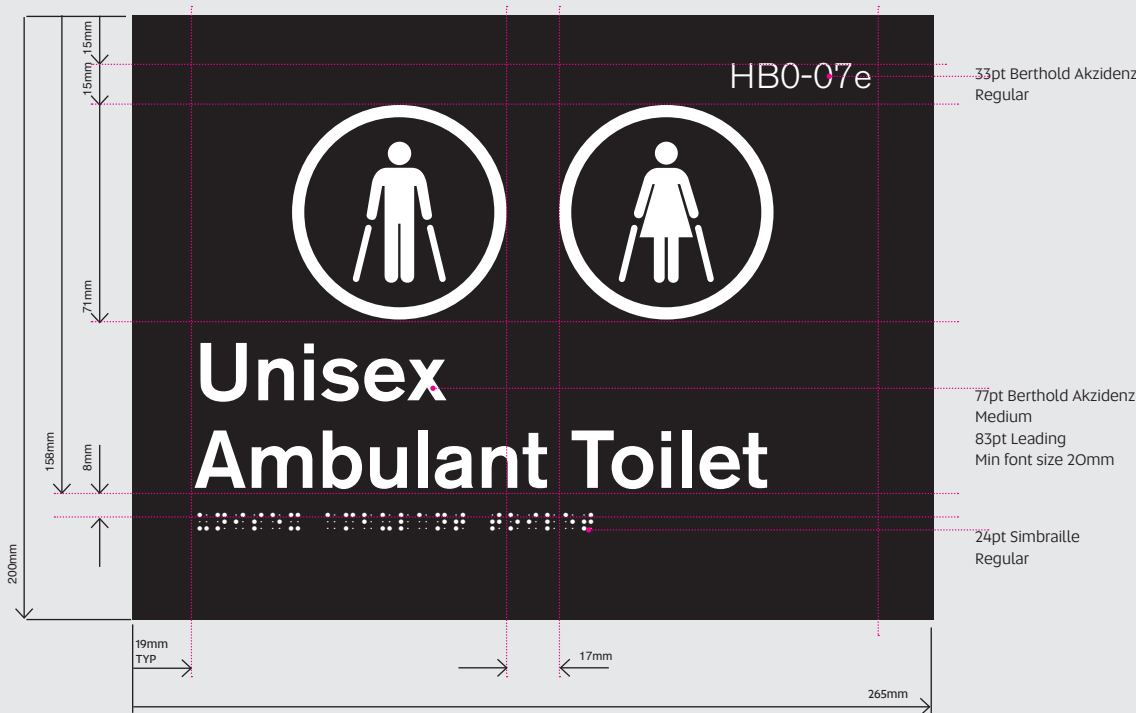 15mm
15mm
HB0-07e
33pt Berthold Akzidenz
Regular
71mm
Unisex
Ambulant Toilet
77pt Berthold Akzidenz
Medium
83pt Leading
Min font size 20mm
158mm
8mm
24pt Simbraille
Regular
200mm
19mm
TYP
17mm
265mm